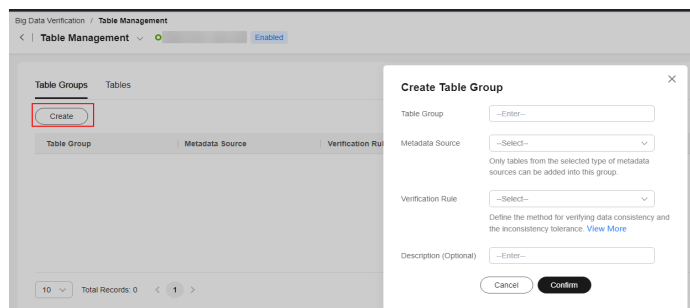 Big Data Verification / Table Management
Table Management
Enabled
Table Groups Tables
Create
Table Group Metadata Source Verification Rul
10 Total Records: 0 < 1 >
Create Table Group
Table Group --Enter--
Metadata Source --Select--
Only tables from the selected type of metadata
sources can be added into this group.
Verification Rule --Select--
Define the method for verifying data consistency and
the inconsistency tolerance. View More
Description (Optional) --Enter--
Cancel Confirm